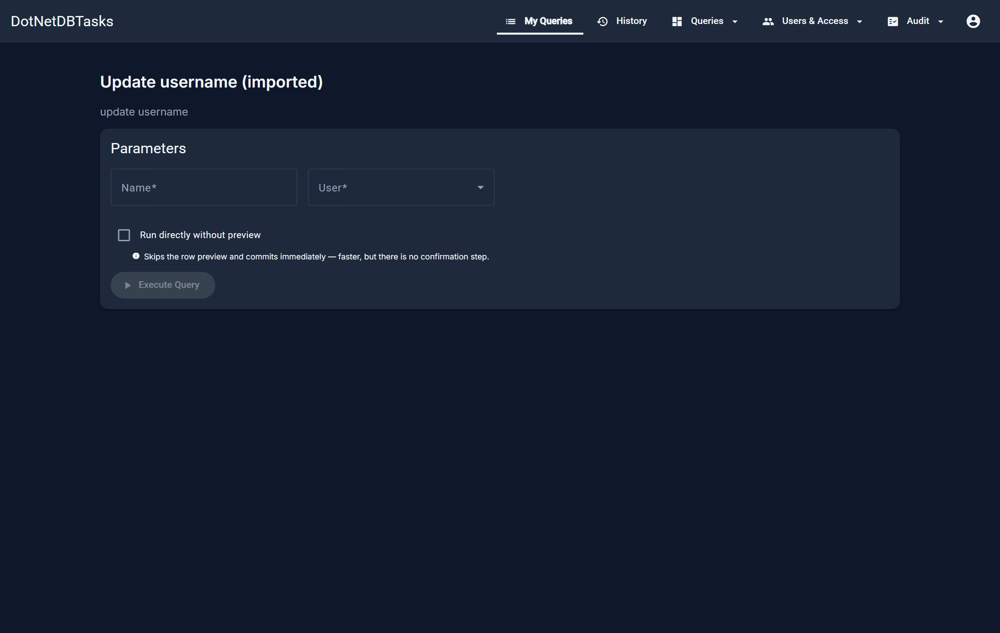 DotNetDBTasks
My Queries
History
Queries
Users & Access
Audit
Update username (imported)
update username
Parameters
Name*
User*
Run directly without preview
Skips the row preview and commits immediately — faster, but there is no confirmation step.
Execute Query